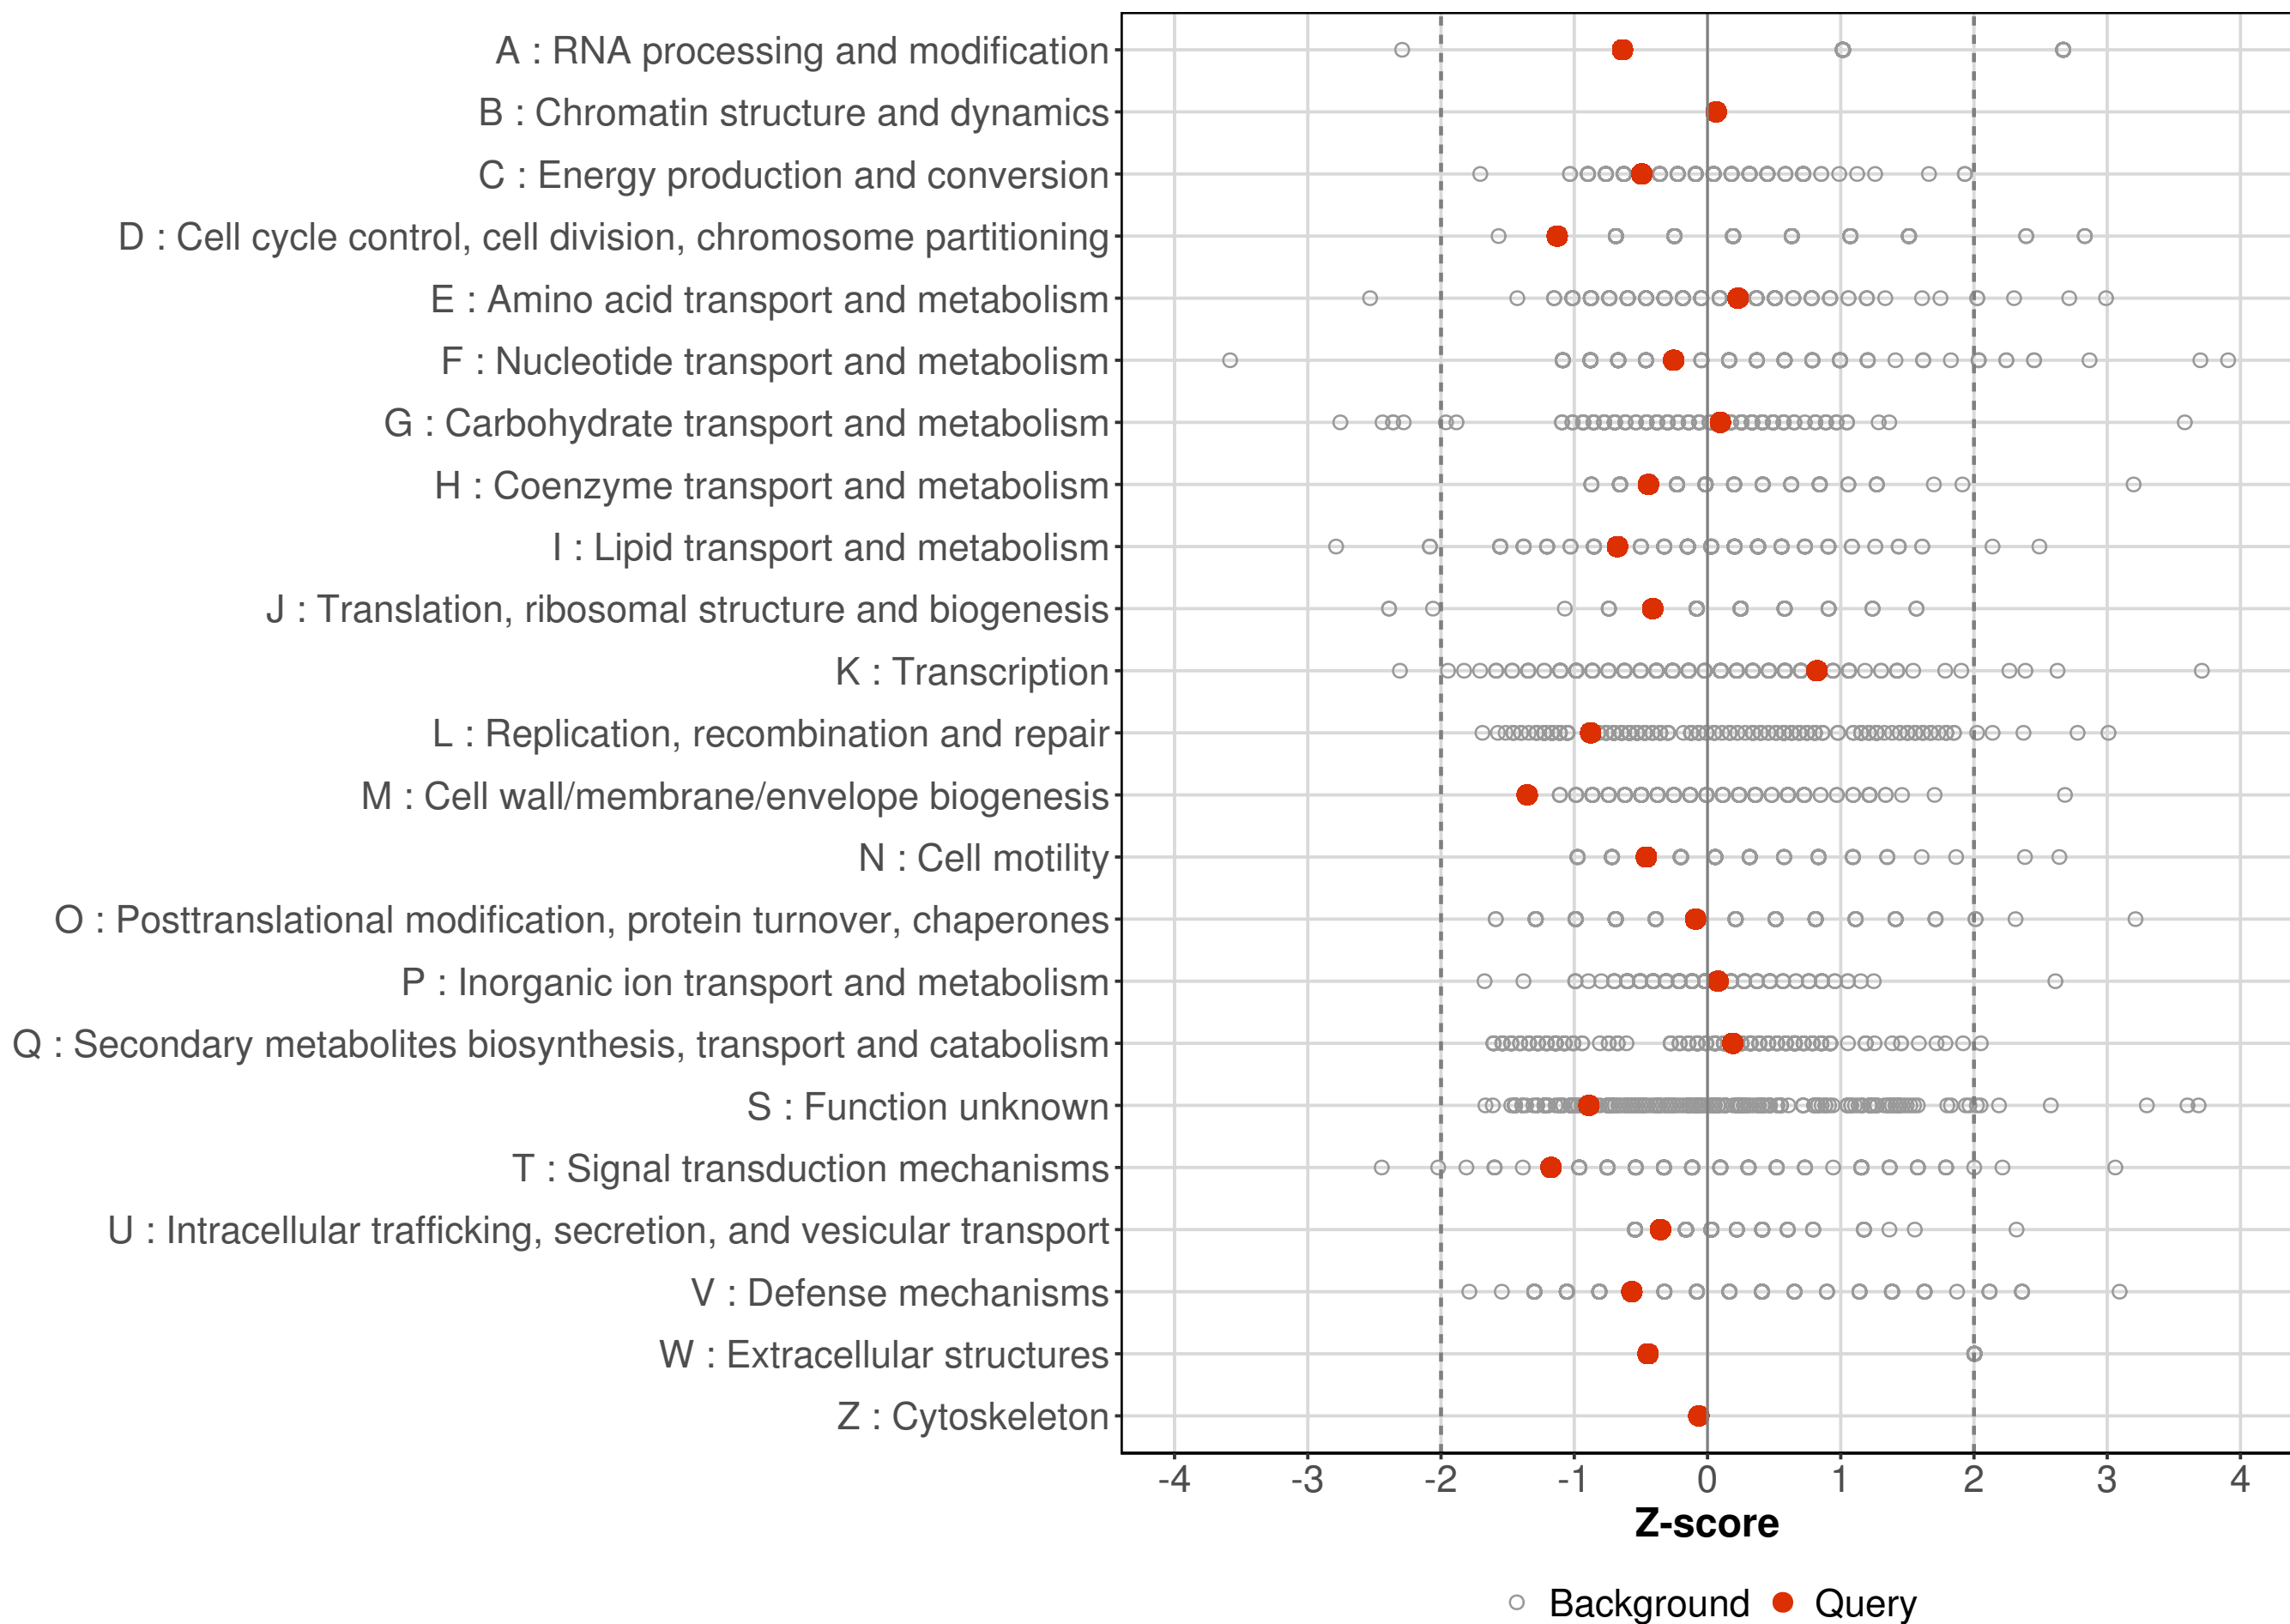 A : RNA processing and modification
B : Chromatin structure and dynamics
C : Energy production and conversion
D : Cell cycle control, cell division, chromosome partitioning
E : Amino acid transport and metabolism
F : Nucleotide transport and metabolism
G : Carbohydrate transport and metabolism
H : Coenzyme transport and metabolism
I : Lipid transport and metabolism
J : Translation, ribosomal structure and biogenesis
K : Transcription
L : Replication, recombination and repair
M : Cell wall/membrane/envelope biogenesis
N : Cell motility
O : Posttranslational modification, protein turnover, chaperones
P : Inorganic ion transport and metabolism
Q : Secondary metabolites biosynthesis, transport and catabolism
S : Function unknown
T : Signal transduction mechanisms
U : Intracellular trafficking, secretion, and vesicular transport
V : Defense mechanisms
W : Extracellular structures
Z : Cytoskeleton
-4 -3 -2 -1 0 1 2 3 4
Z-score
Background Query